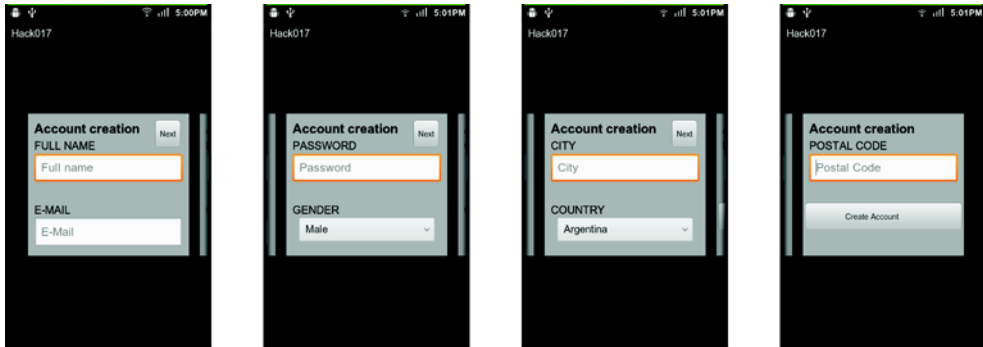 5:00PM
Hack017
Account creation
Next
FULL NAME
Full name
E-MAIL
E-Mail
5:01PM
Hack017
Account creation
Next
PASSWORD
Password
GENDER
Male
5:01PM
Hack017
Account creation
Next
CITY
City
COUNTRY
Argentina
5:01PM
Hack017
Account creation
POSTAL CODE
Postal Code
Create Account